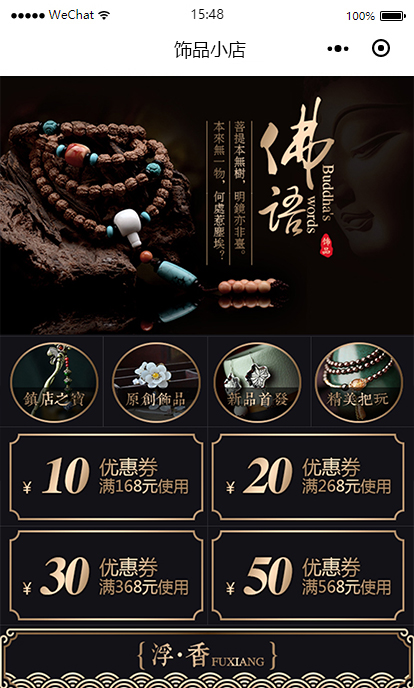 WeChat
15:48
100%
饰品小店
佛語
Buddha's words
饰品
菩提本無樹，明鏡亦非臺。
本來無一物，何處惹塵埃？
鎮店之寶
原創飾品
新品首發
精美把玩
¥ 10 优惠券
满168元使用
¥ 20 优惠券
满268元使用
¥ 30 优惠券
满368元使用
¥ 50 优惠券
满568元使用
{浮·香 FUXIANG}